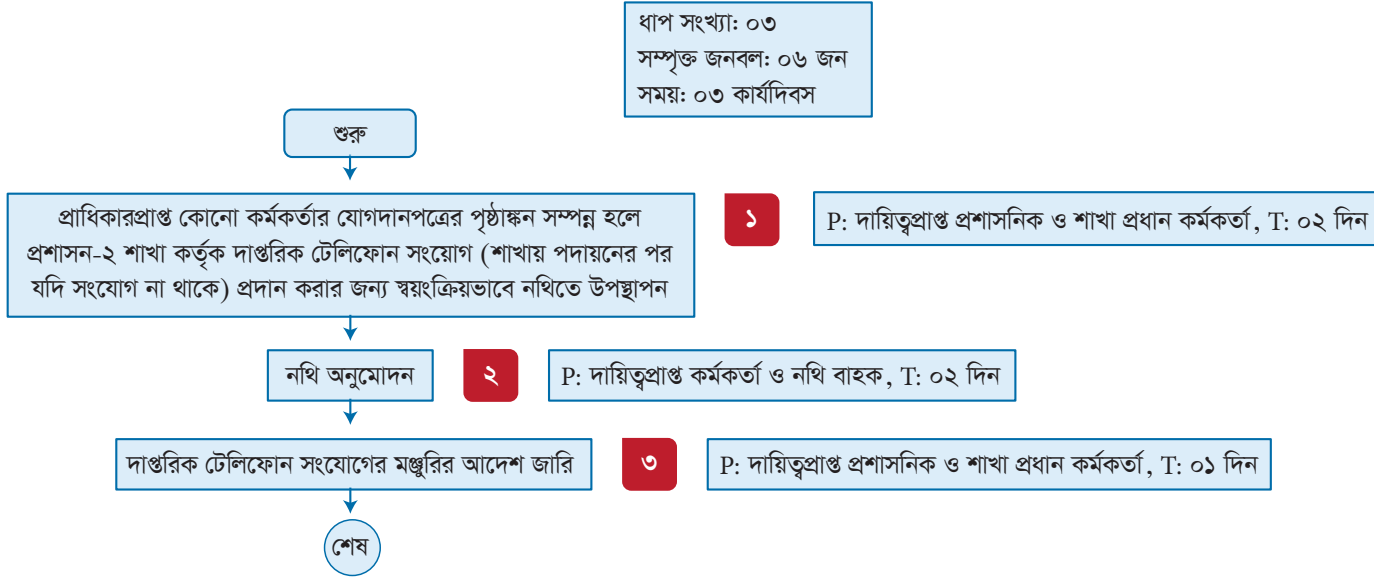 ধাপ সংখ্যা: ০৩
সম্পৃক্ত জনবল: ০৬ জন
সময়: ০৩ কার্যদিবস
শুরু
প্রাধিকারপ্রাপ্ত কোনো কর্মকর্তার যোগদানপত্রের পৃষ্ঠাঙ্কন সম্পন্ন হলে
প্রশাসন-২ শাখা কর্তৃক দাপ্তরিক টেলিফোন সংয়োগ (শাখায় পদায়নের পর
যদি সংযোগ না থাকে) প্রদান করার জন্য স্বয়ংক্রিয়ভাবে নথিতে উপস্থাপন
১
P: দায়িত্বপ্রাপ্ত প্রশাসনিক ও শাখা প্রধান কর্মকর্তা, T: ০২ দিন
নথি অনুমোদন
২
P: দায়িত্বপ্রাপ্ত কর্মকর্তা ও নথি বাহক, T: ০২ দিন
দাপ্তরিক টেলিফোন সংযোগের মঞ্জুরির আদেশ জারি
৩
P: দায়িত্বপ্রাপ্ত প্রশাসনিক ও শাখা প্রধান কর্মকর্তা, T: ০১ দিন
শেষ